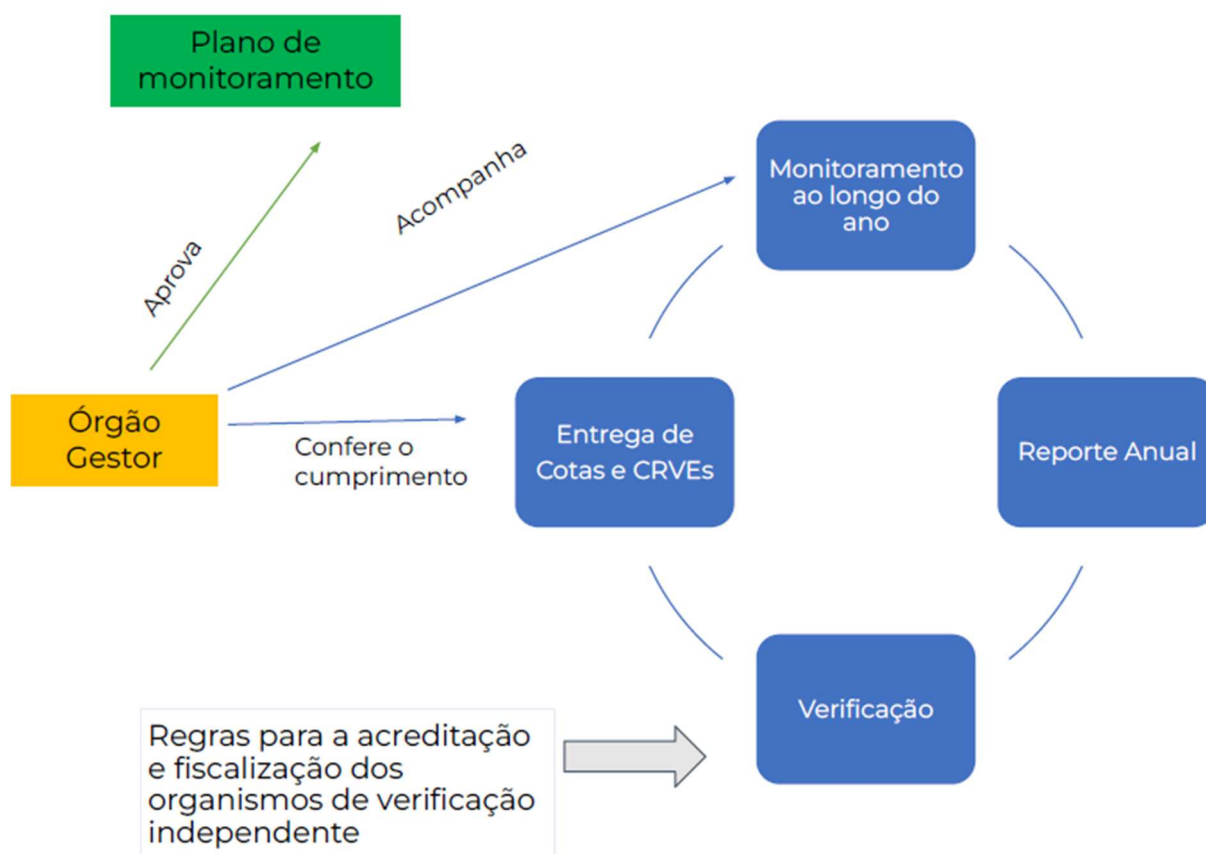 Plano de
monitoramento
Aprova
Acompanha
Monitoramento
ao longo do
ano
Órgão
Gestor
Confere o
cumprimento
Entrega de
Cotas e CRVEs
Reporte Anual
Verificação
Regras para a acreditação
e fiscalização dos
organismos de verificação
independente